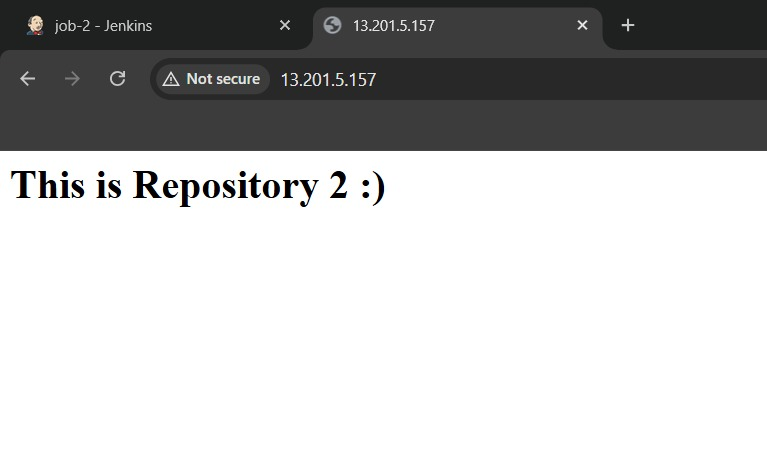 job-2 - Jenkins
13.201.5.157
Not secure
13.201.5.157
This is Repository 2 :)